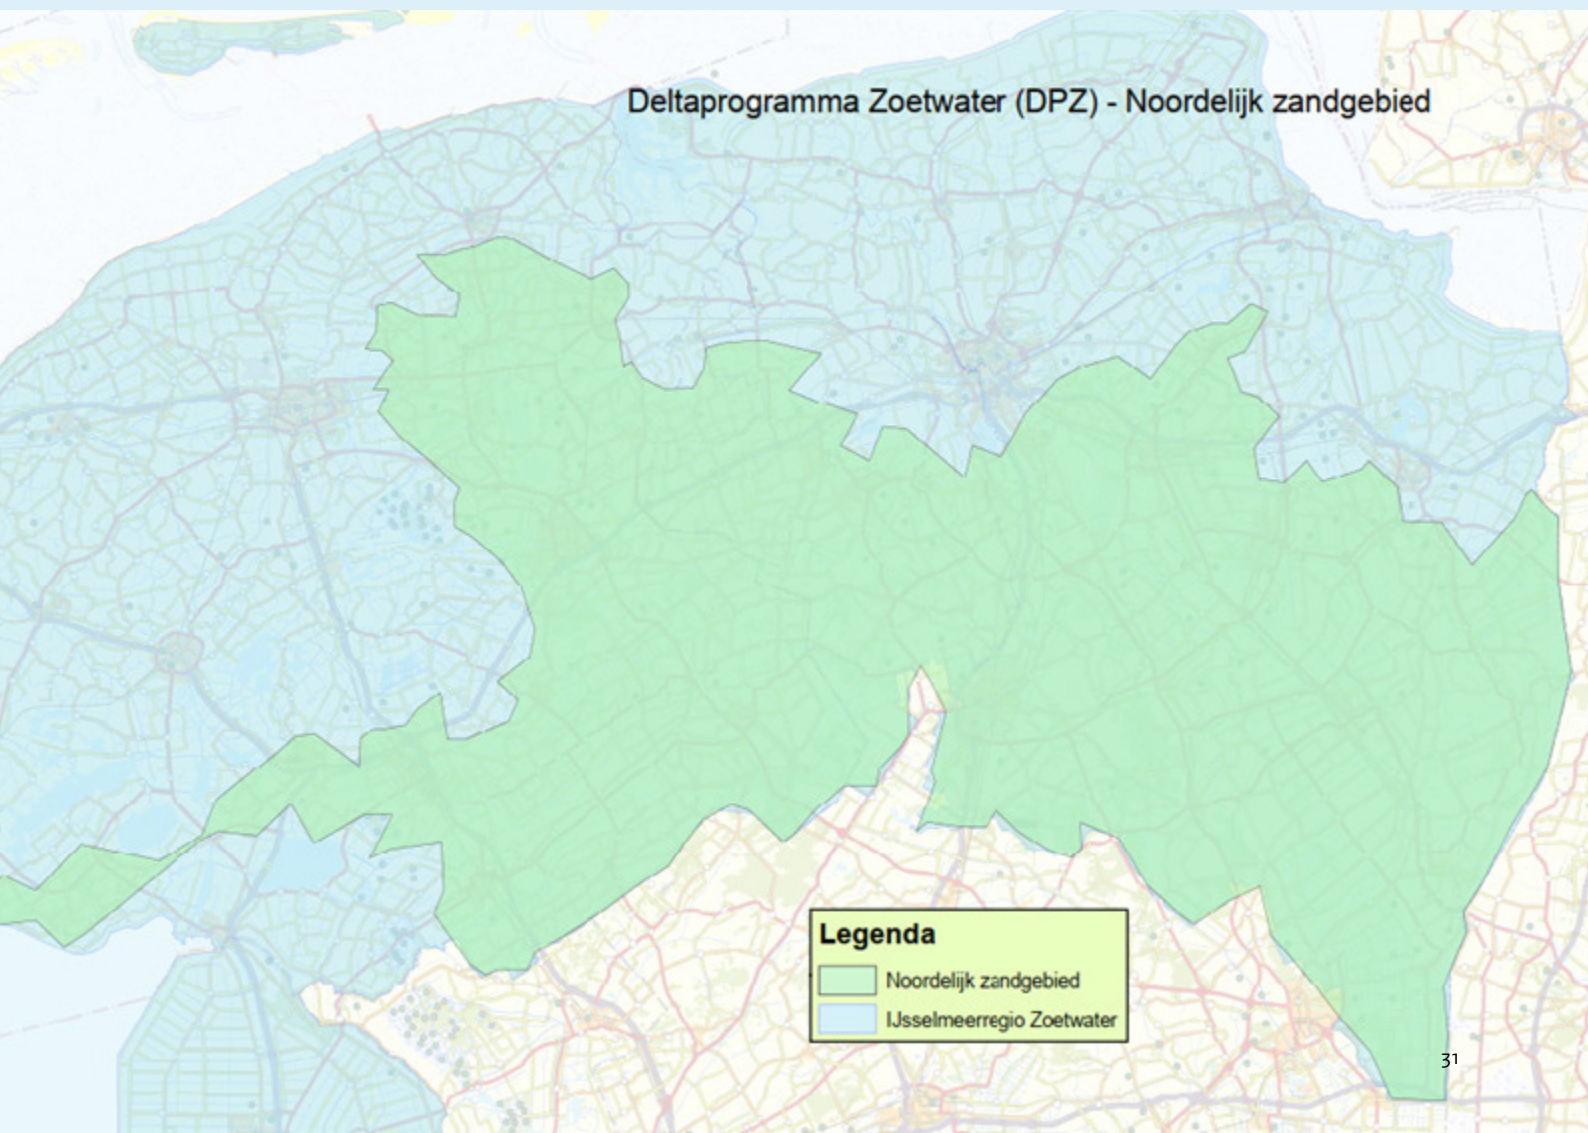 Deltaprogramma Zoetwater (DPZ) - Noordelijk zandgebied
Legenda
Noordelijk zandgebied
IJsselmeerregio Zoetwater
31